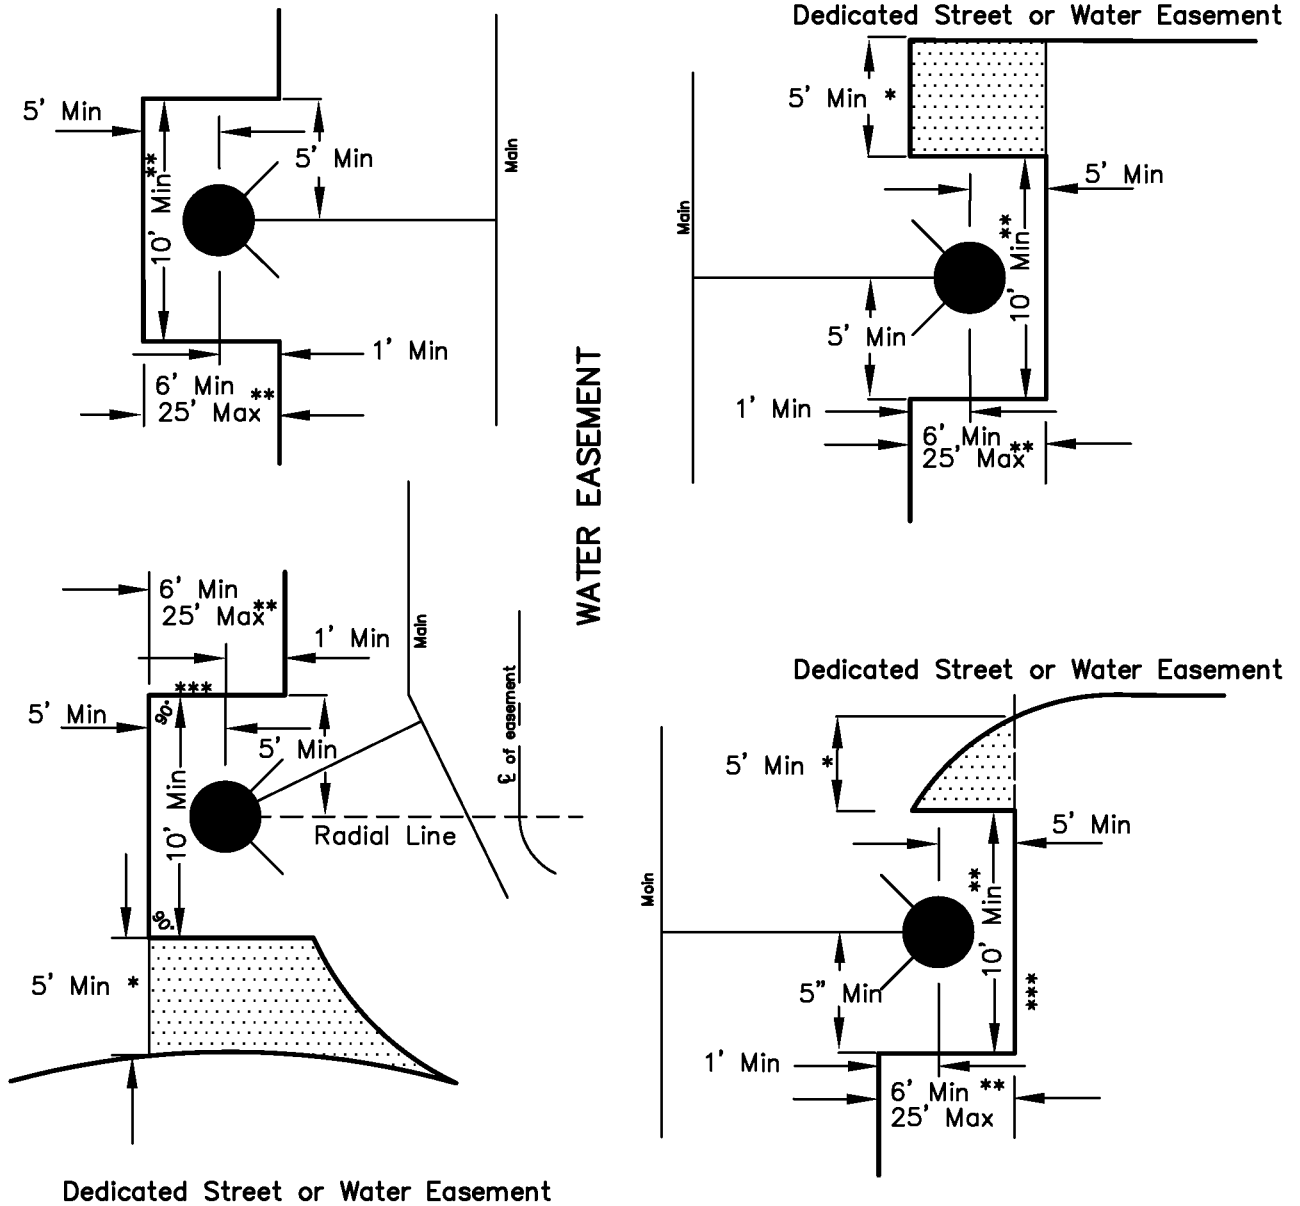 5' Min
10' Min**
5' Min
Main
1' Min
6' Min
25' Max**
Dedicated Street or Water Easement
5' Min *
Main
5' Min
10' Min**
5' Min
1' Min
6' Min
25' Max**
WATER EASEMENT
6' Min
25' Max**
1' Min
Main
***
5' Min
90°
5' Min
10' Min
℄ of easement
Radial Line
90°
5' Min *
Dedicated Street or Water Easement
Dedicated Street or Water Easement
5' Min *
5' Min
Moin
10' Min**
5" Min
***
1' Min
6' Min **
25' Max